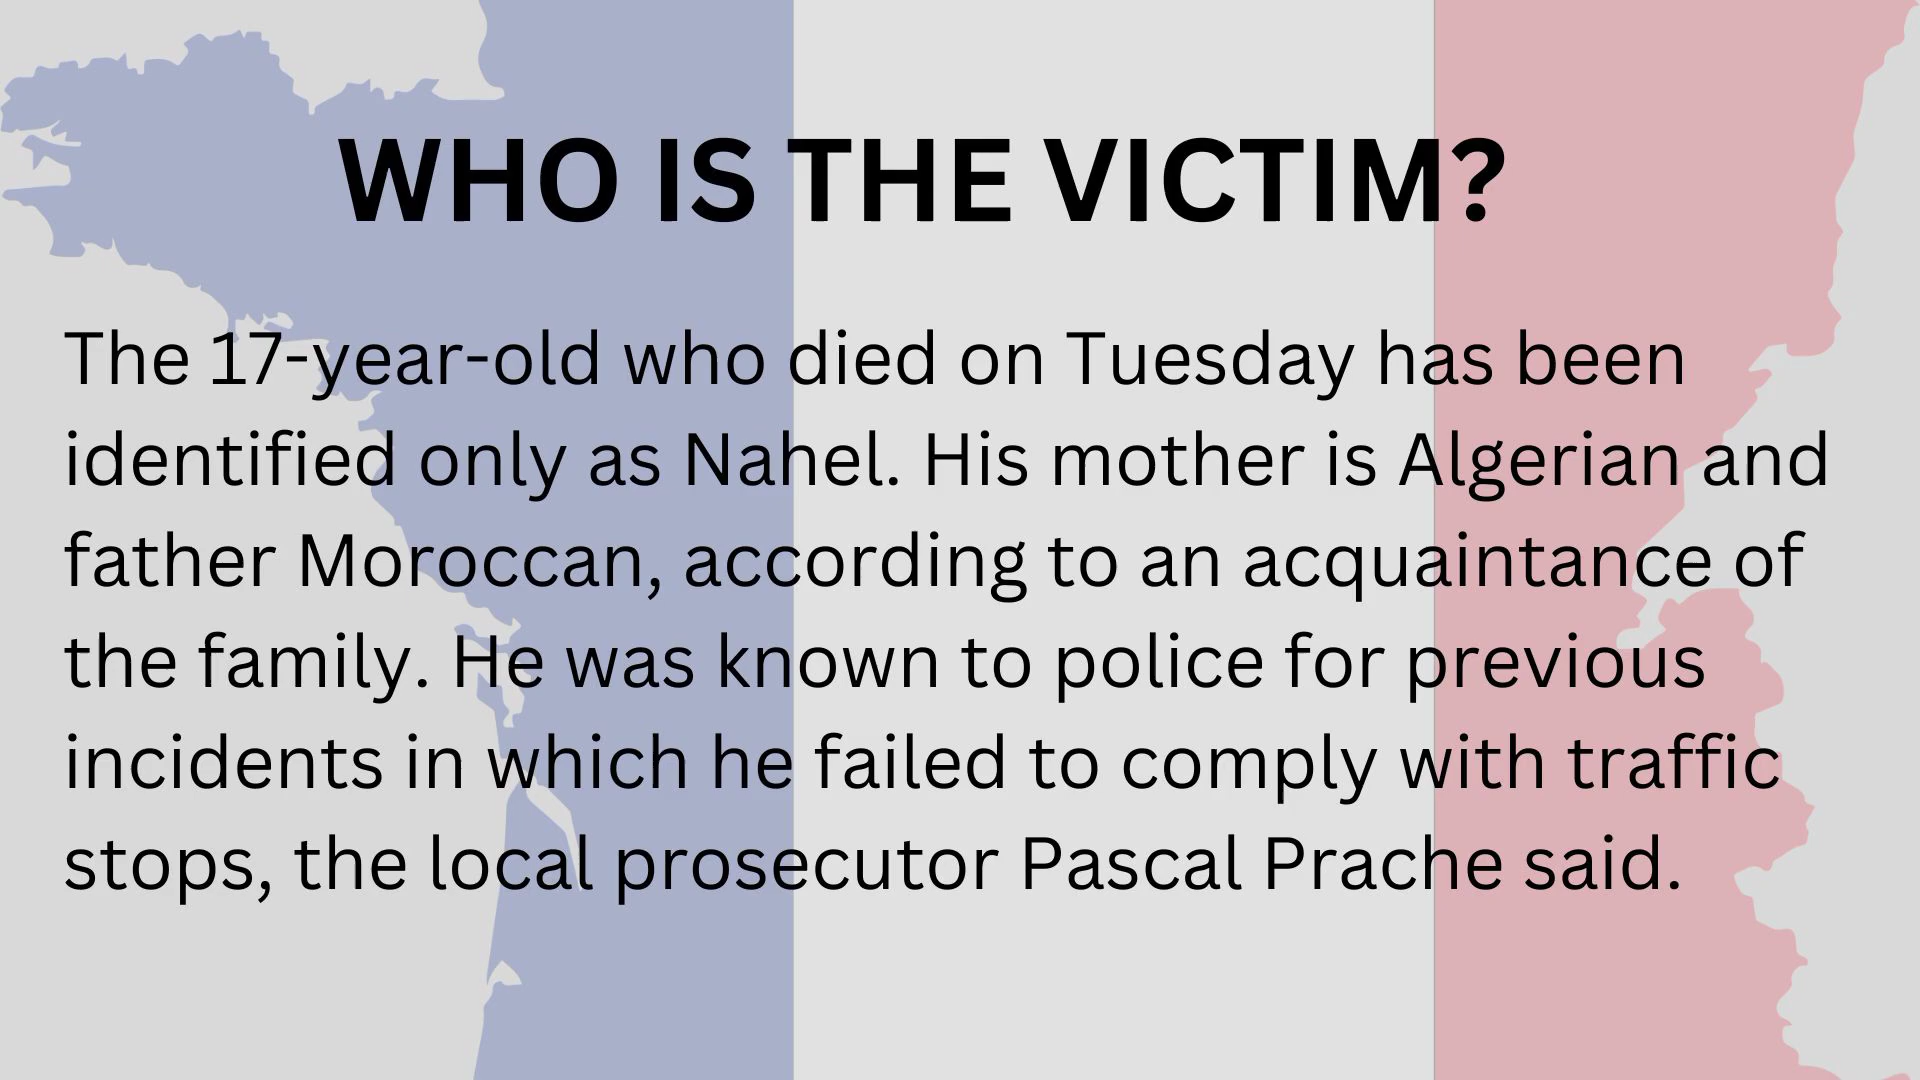 WHO IS THE VICTIM?
The 17-year-old who died on Tuesday has been
identified only as Nahel. His mother is Algerian and
father Moroccan, according to an acquaintance of
the family. He was known to police for previous
incidents in which he failed to comply with traffic
stops, the local prosecutor Pascal Prache said.